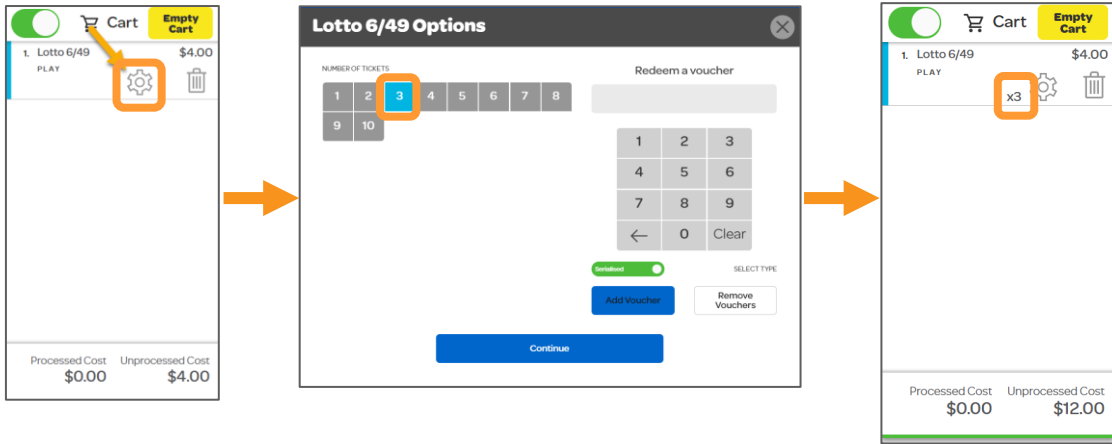 Cart
Empty
Cart
1. Lotto 6/49 $4.00
PLAY
Processed Cost Unprocessed Cost
$0.00 $4.00
Lotto 6/49 Options
NUMBER OF TICKETS
1 2 3 4 5 6 7 8
9 10
Redeem a voucher
1 2 3
4 5 6
7 8 9
← 0 Clear
Serialised SELECT TYPE
Add Voucher
Remove
Vouchers
Continue
Cart
Empty
Cart
1. Lotto 6/49 $4.00
PLAY
x3
Processed Cost Unprocessed Cost
$0.00 $12.00